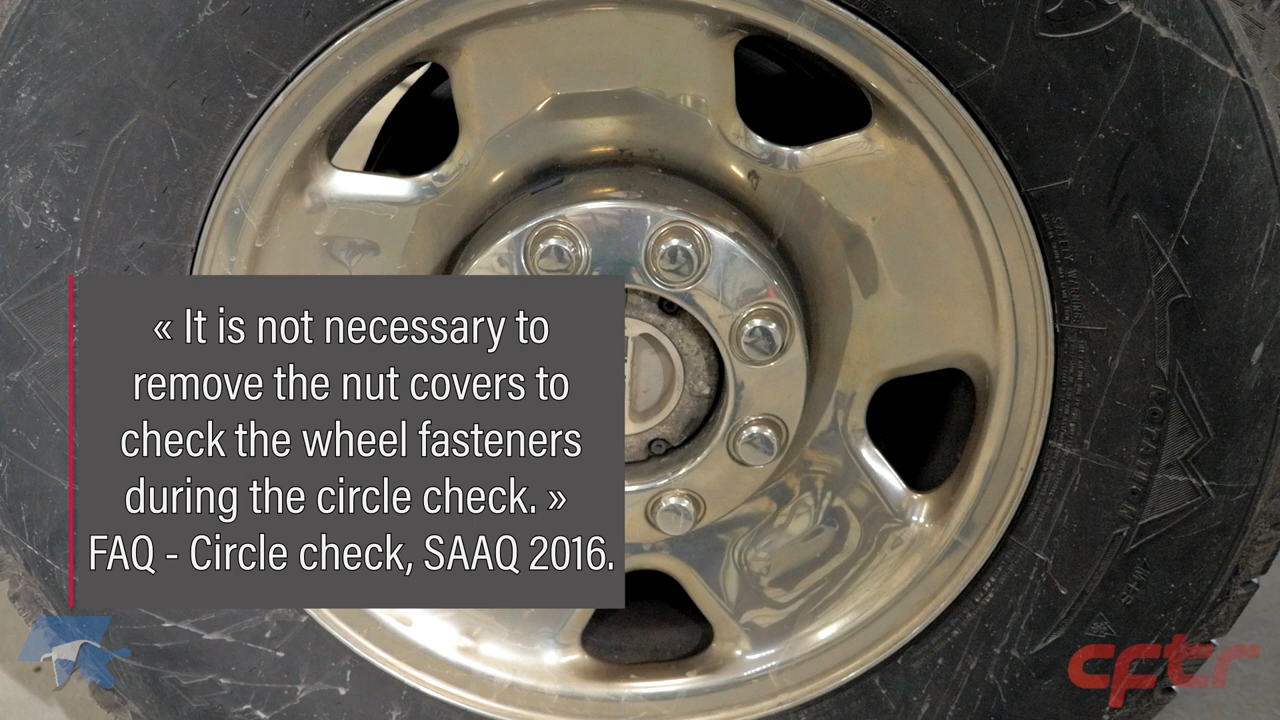 « It is not necessary to
remove the nut covers to
check the wheel fasteners
during the circle check. »
FAQ - Circle check, SAAQ 2016.
ROTATION
cftr